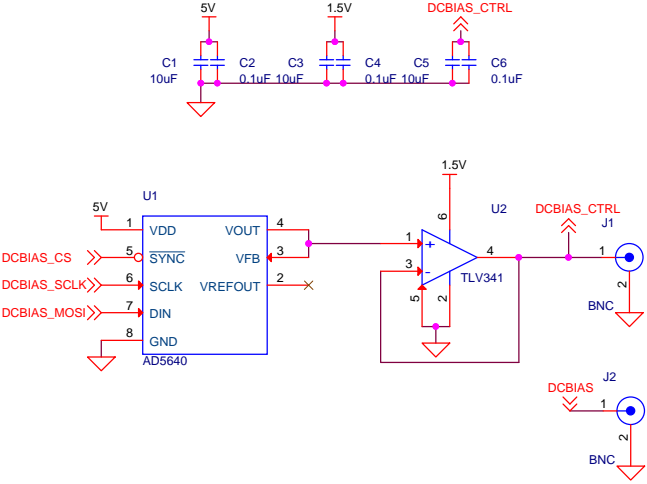 5V 1.5V DCBIAS_CTRL
C1 C2 C3 C4 C5 C6
10uF 0.1uF 10uF 0.1uF 10uF 0.1uF
1.5V
U1 U2 DCBIAS_CTRL J1
5V
1 VDD VOUT 4
DCBIAS_CS 5 SYNC VFB 3
DCBIAS_SCLK 6 SCLK VREFOUT 2
DCBIAS_MOSI 7 DIN
8 GND
AD5640
1 + 6 4
3 - TLV341
5 2
1
2
BNC
DCBIAS J2
1
2
BNC